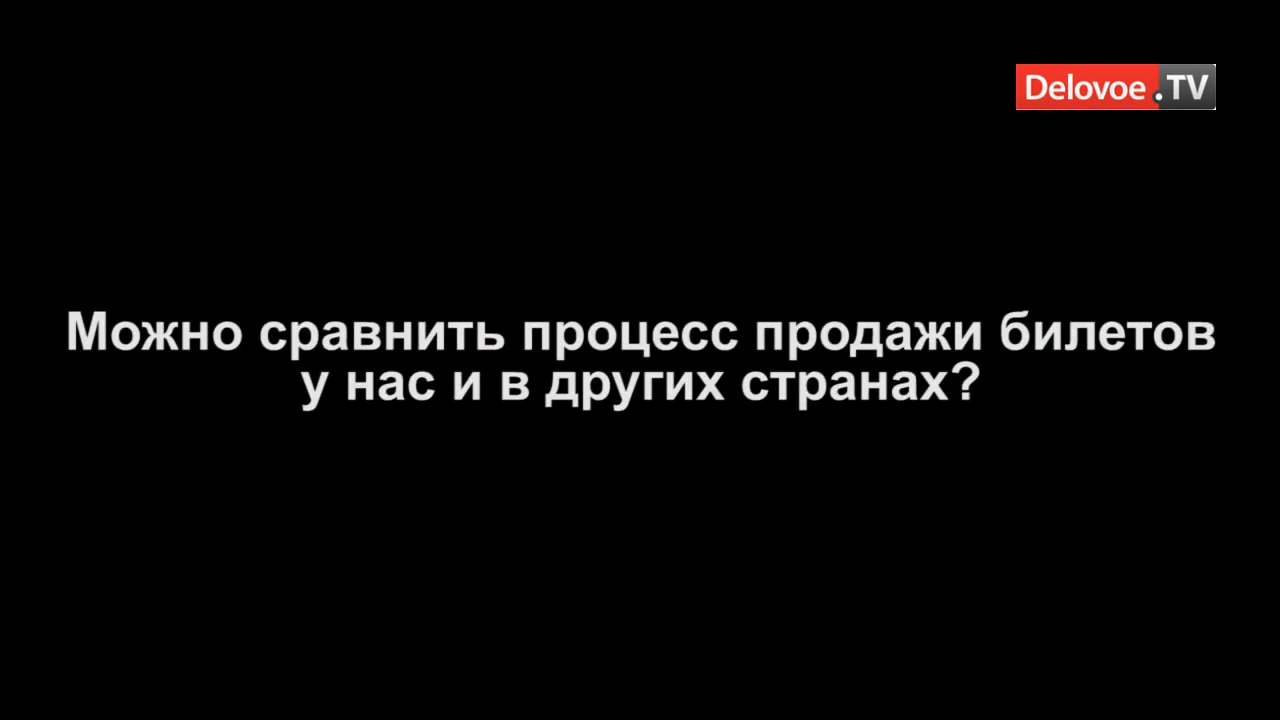 Delovoe.TV
Можно сравнить процесс продажи билетов
у нас и в других странах?